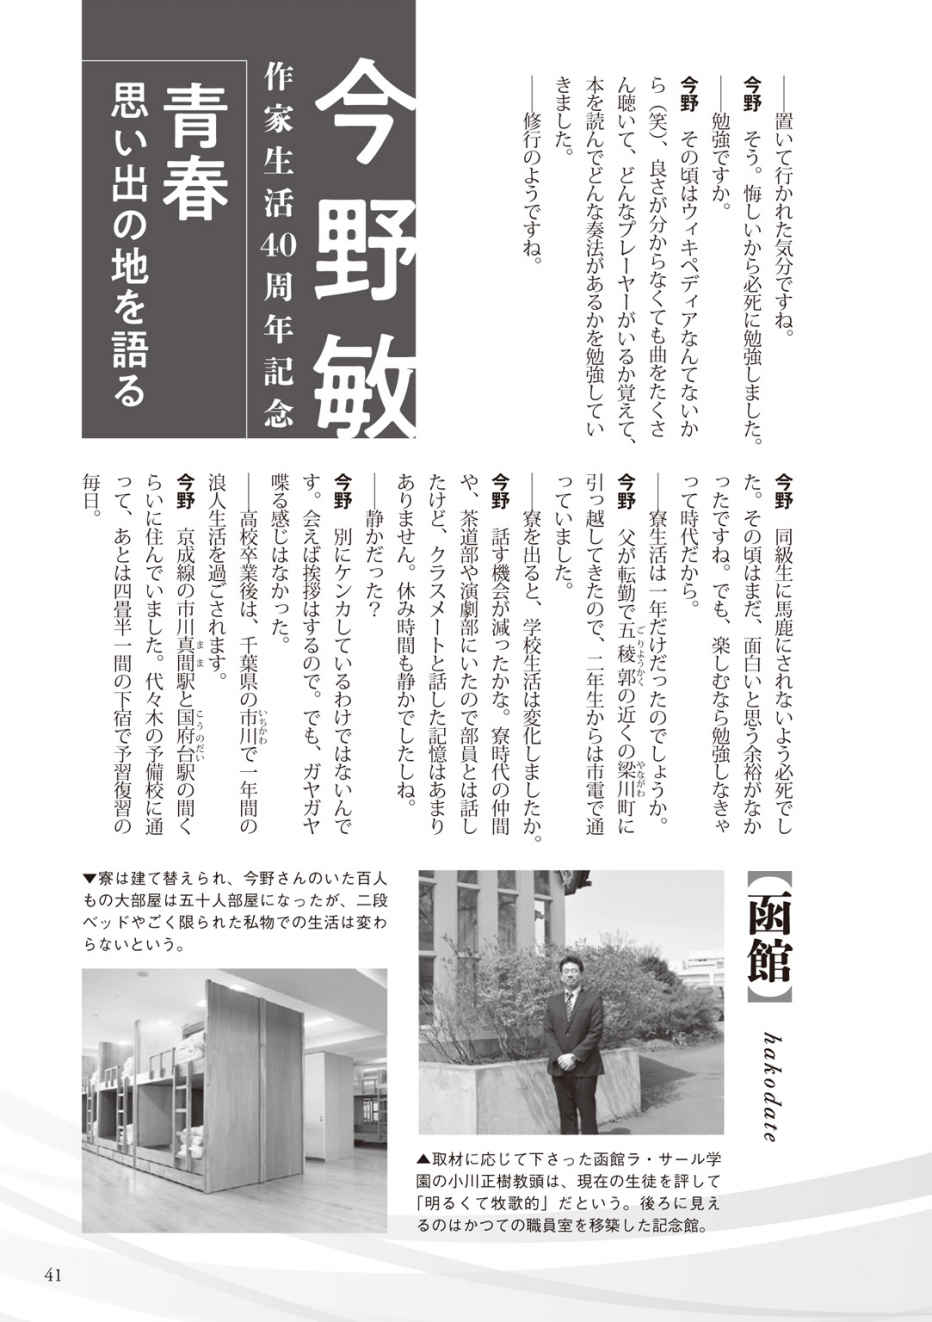 ――置いて行かれた気分ですね。
今野　そう。悔しいから必死に勉強しました。
――勉強ですか。
今野　その頃はウィキペディアなんてないか
ら（笑）、良さが分からなくても曲をたくさ
ん聴いて、どんなプレーヤーがいるか覚えて、
本を読んでどんな奏法があるかを勉強してい
きました。
――修行のようですね。
今野 敏
作家生活40周年記念
青春
思い出の地を語る
今野　同級生に馬鹿にされないよう必死でし
た。その頃はまだ、面白いと思う余裕がなか
ったですね。でも、楽しむなら勉強しなきゃ
って時代だから。
――寮生活は一年だけだったのでしょうか。
今野　父が転勤で五稜郭（ごりょうかく）の近くの梁川（やながわ）町に
引っ越してきたので、二年生からは市電で通
っていました。
――寮を出ると、学校生活は変化しましたか。
今野　話す機会が減ったかな。寮時代の仲間
や、茶道部や演劇部にいたので部員とは話し
たけど、クラスメートと話した記憶はあまり
ありません。休み時間も静かでしたしね。
――静かだった？
今野　別にケンカしているわけではないんで
す。会えば挨拶はするので。でも、ガヤガヤ
喋る感じはなかった。
――高校卒業後は、千葉県の市川（いちかわ）で一年間の
浪人生活を過ごされます。
今野　京成線の市川真間（まま）駅と国府台（こうのだい）駅の間く
らいに住んでいました。代々木の予備校に通
って、あとは四畳半一間の下宿で予習復習の
毎日。
【函館】
hakodate
▲取材に応じて下さった函館ラ・サール学
園の小川正樹教頭は、現在の生徒を評して
「明るくて牧歌的」だという。後ろに見え
るのはかつての職員室を移築した記念館。
▼寮は建て替えられ、今野さんのいた百人
もの大部屋は五十人部屋になったが、二段
ベッドやごく限られた私物での生活は変わ
らないという。
41